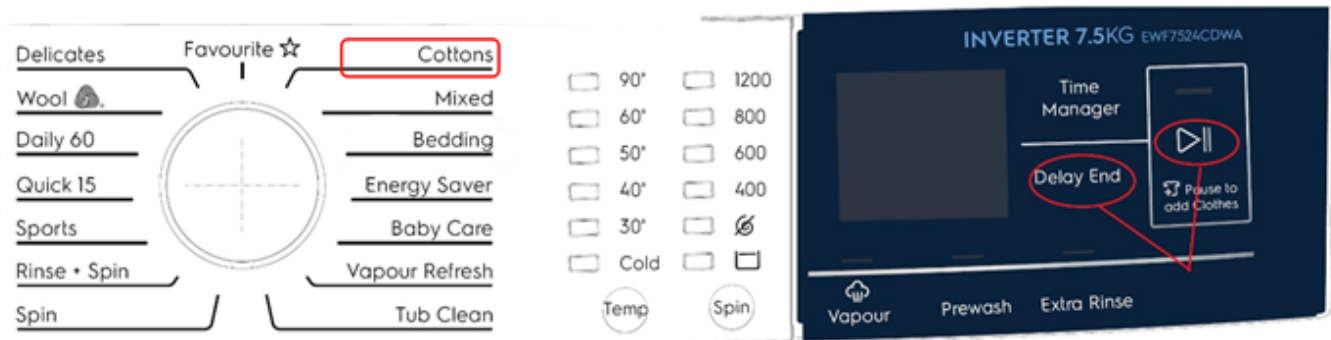 Favourite ☆
Delicates
Wool
Daily 60
Quick 15
Sports
Rinse + Spin
Spin
Cottons
Mixed
Bedding
Energy Saver
Baby Care
Vapour Refresh
Tub Clean
90°
60°
50°
40°
30°
Cold
Temp
1200
800
600
400
Spin
INVERTER 7.5KG EWF7524CDWA
Time
Manager
Delay End
Pause to
add Clothes
Vapour
Prewash
Extra Rinse